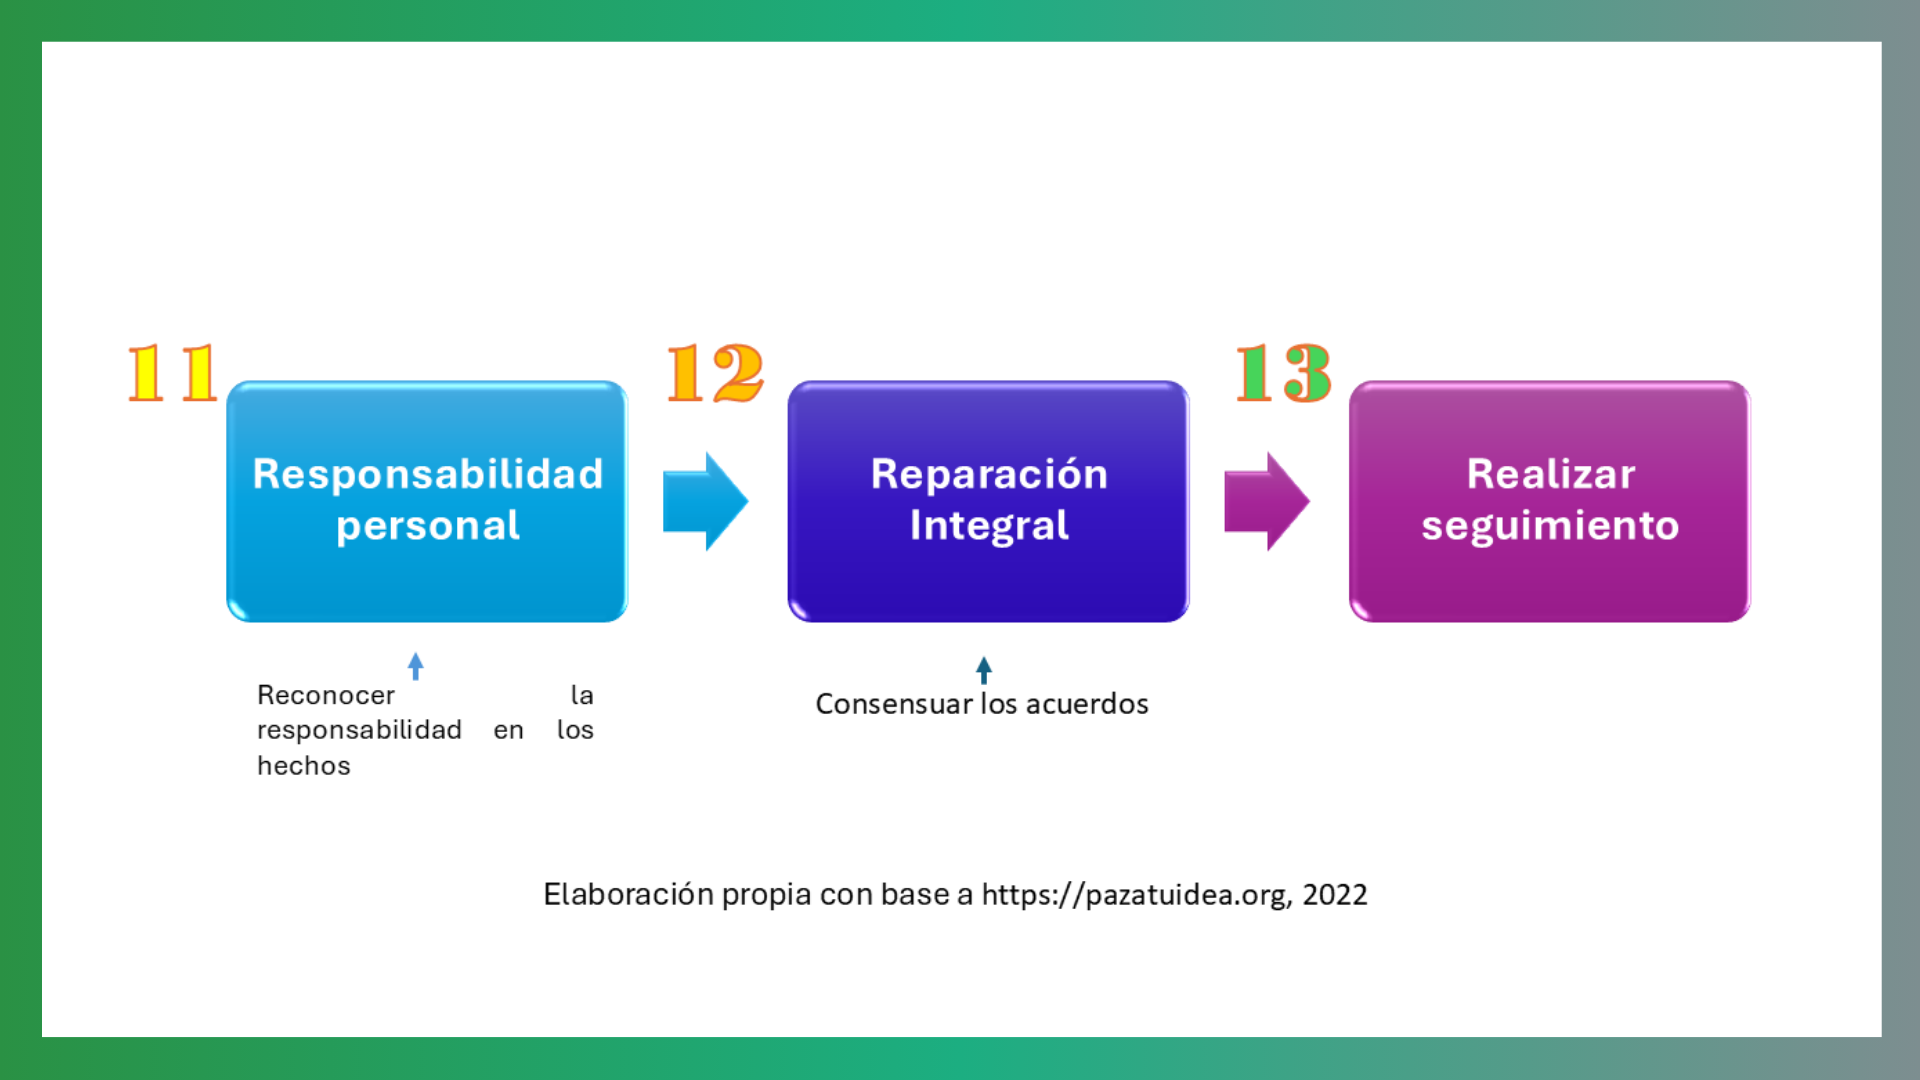 11
Responsabilidad
personal
12
Reparación
Integral
13
Realizar
seguimiento
Reconocer la
responsabilidad en los
hechos
Consensuar los acuerdos
Elaboración propia con base a https://pazatuidea.org, 2022